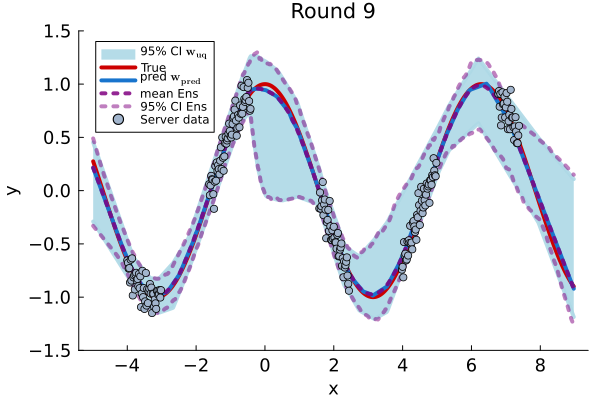 Round 9
1.5
1.0
0.5
0.0
−0.5
−1.0
−1.5
y
95% CI w_uq
True
pred w_pred
mean Ens
95% CI Ens
Server data
−4 −2 0 2 4 6 8
x